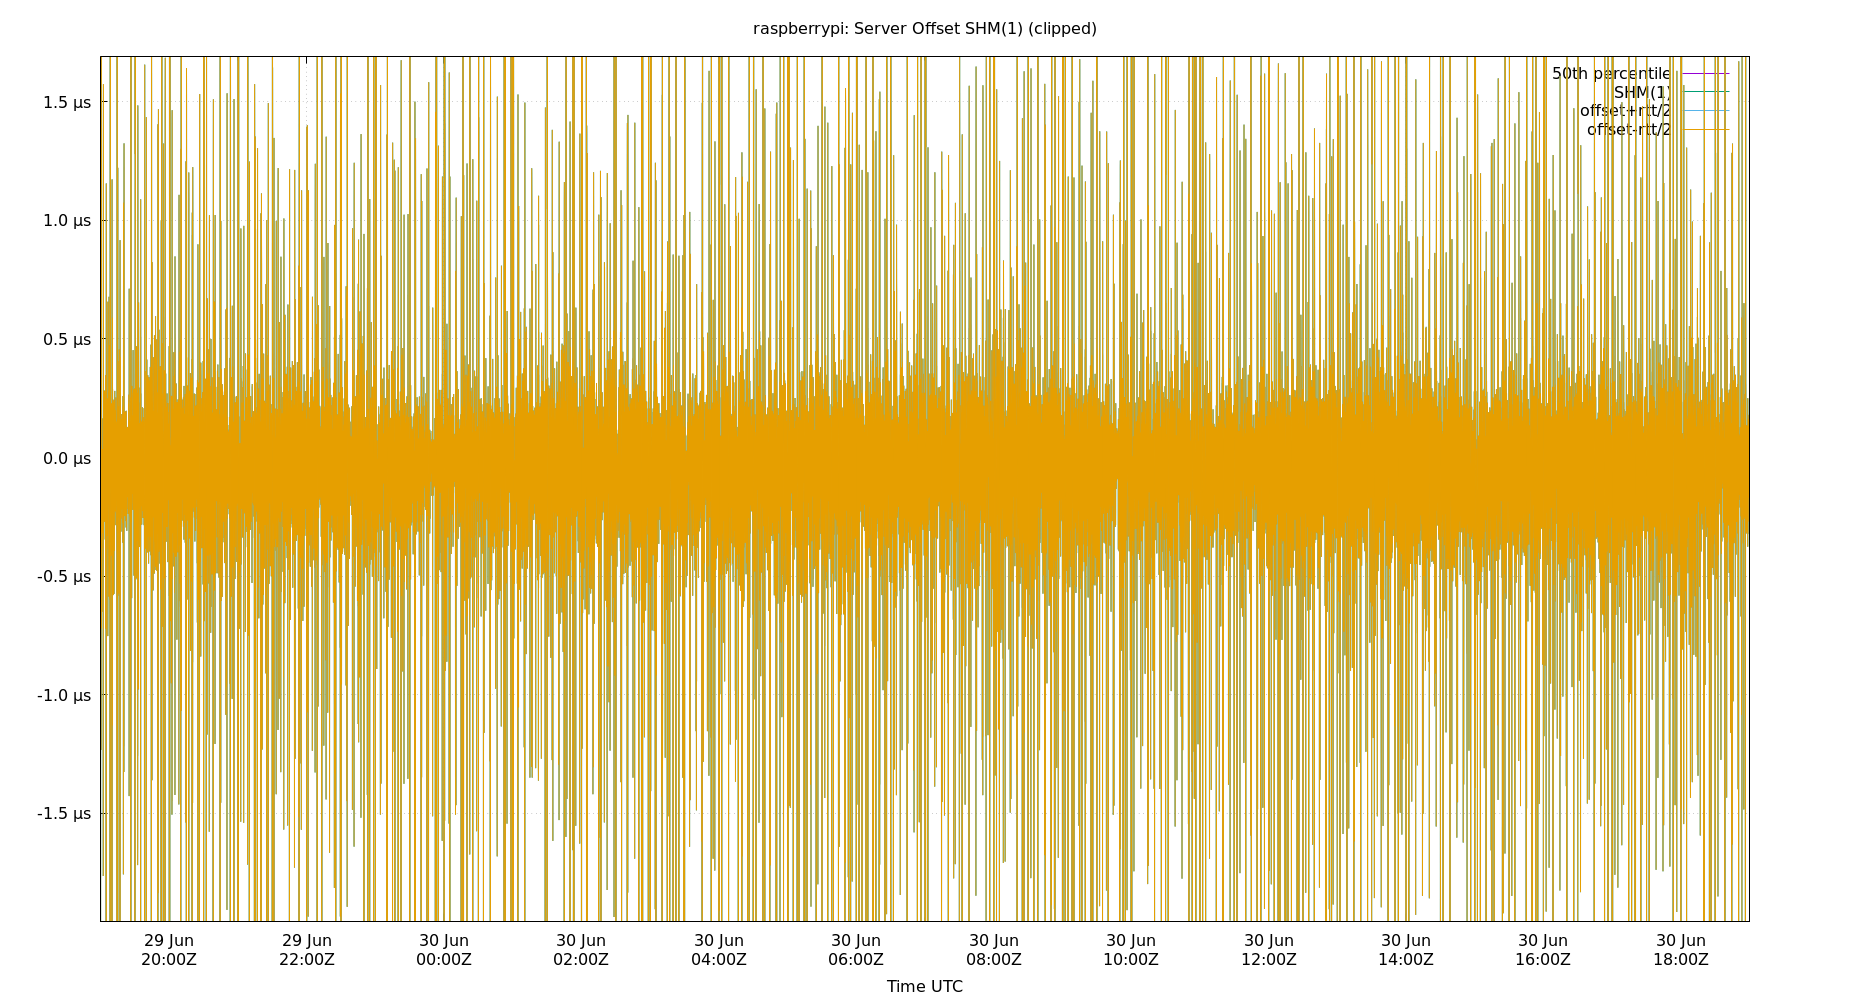 raspberrypi: Server Offset SHM(1) (clipped)
50th percentile
SHM(1)
offset+rtt/2
offset-rtt/2
1.5 µs
1.0 µs
0.5 µs
0.0 µs
-0.5 µs
-1.0 µs
-1.5 µs
29 Jun 29 Jun 30 Jun 30 Jun 30 Jun 30 Jun 30 Jun 30 Jun 30 Jun 30 Jun 30 Jun 30 Jun
20:00Z 22:00Z 00:00Z 02:00Z 04:00Z 06:00Z 08:00Z 10:00Z 12:00Z 14:00Z 16:00Z 18:00Z
Time UTC